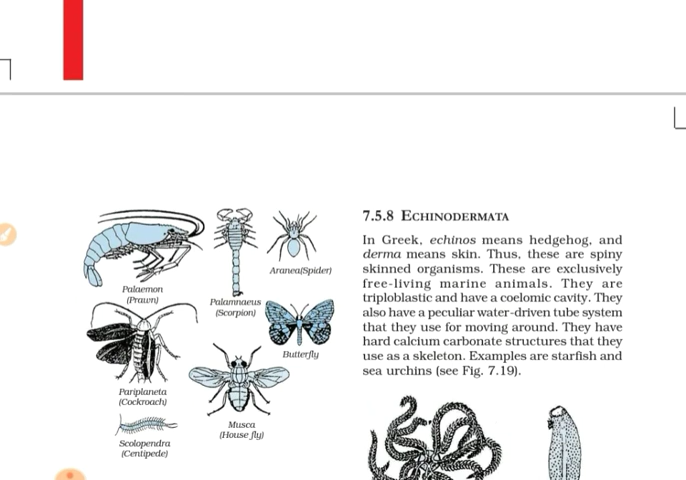 Palaemon
(Prawn)
Palamnaeus
(Scorpion)
Aranea(Spider)
Butterfly
Pariplaneta
(Cockroach)
Musca
(House fly)
Scolopendra
(Centipede)
7.5.8 ECHINODERMATA
In Greek, echinos means hedgehog, and
derma means skin. Thus, these are spiny
skinned organisms. These are exclusively
free-living marine animals. They are
triploblastic and have a coelomic cavity. They
also have a peculiar water-driven tube system
that they use for moving around. They have
hard calcium carbonate structures that they
use as a skeleton. Examples are starfish and
sea urchins (see Fig. 7.19).